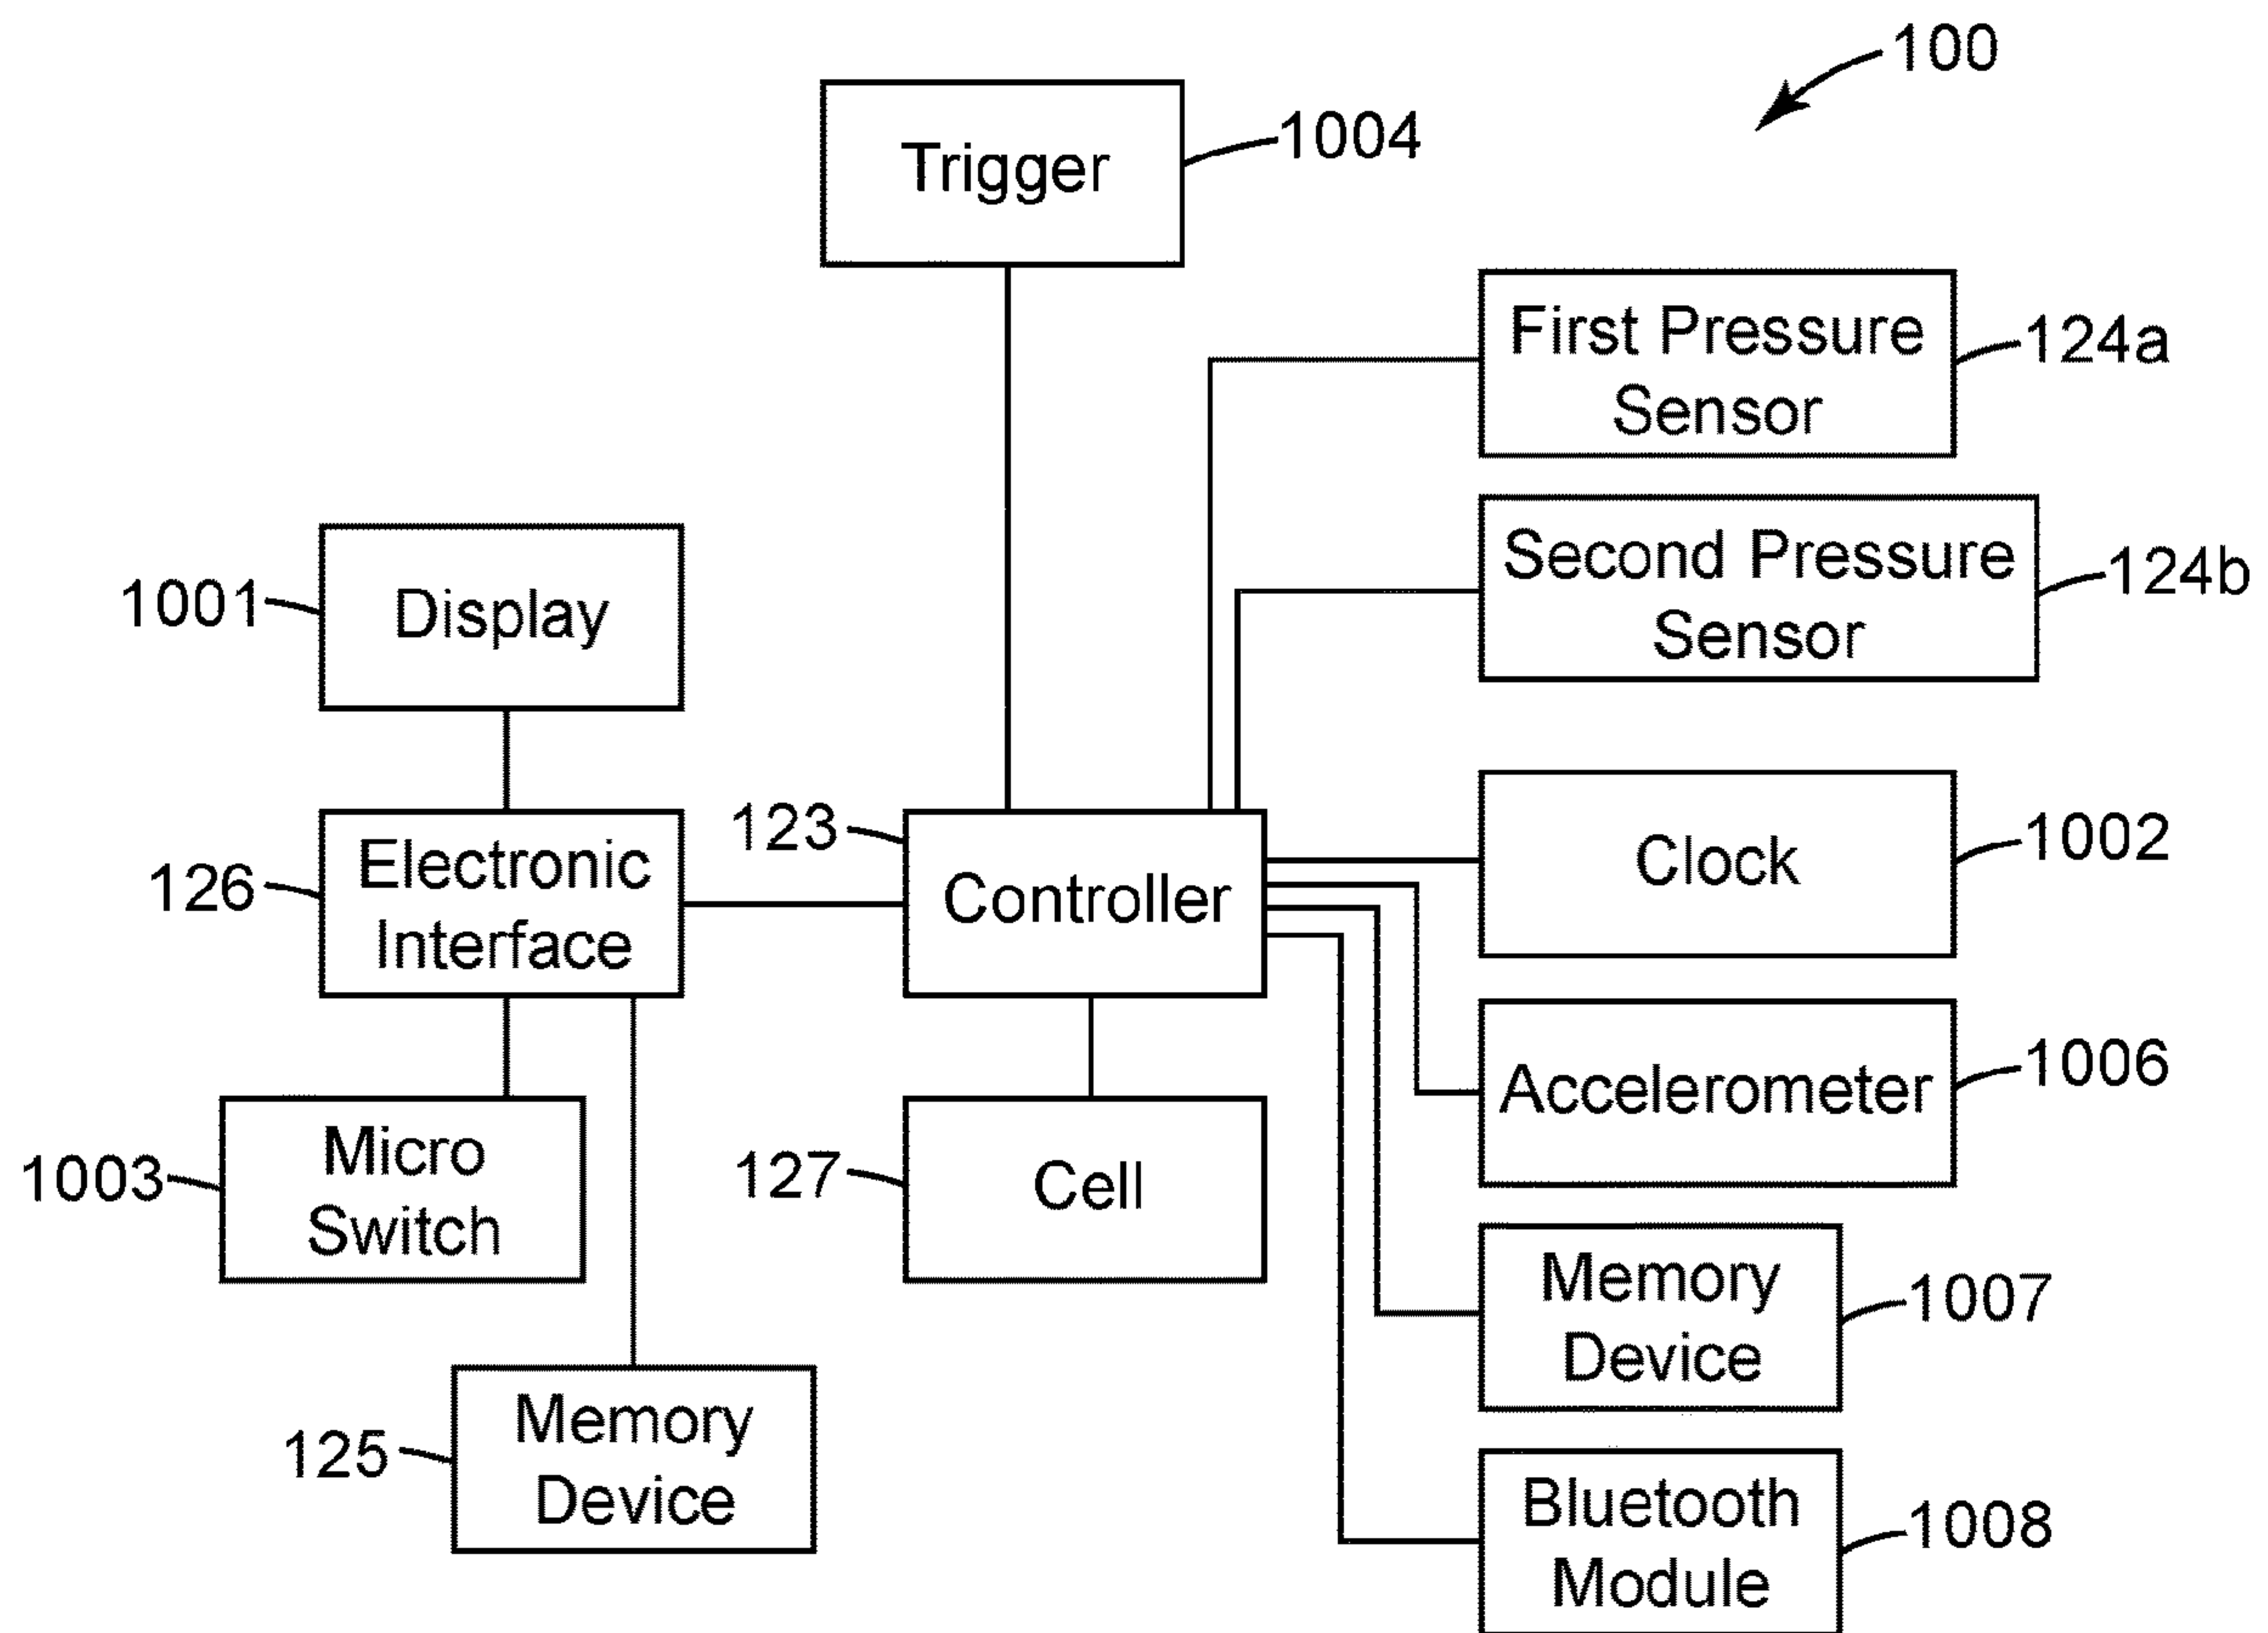 100
Trigger
1004
First Pressure
Sensor
124a
Second Pressure
Sensor
124b
1001
Display
126
Electronic
Interface
123
Controller
Clock
1002
Accelerometer
1006
1003
Micro
Switch
127
Cell
Memory
Device
1007
125
Memory
Device
Bluetooth
Module
1008